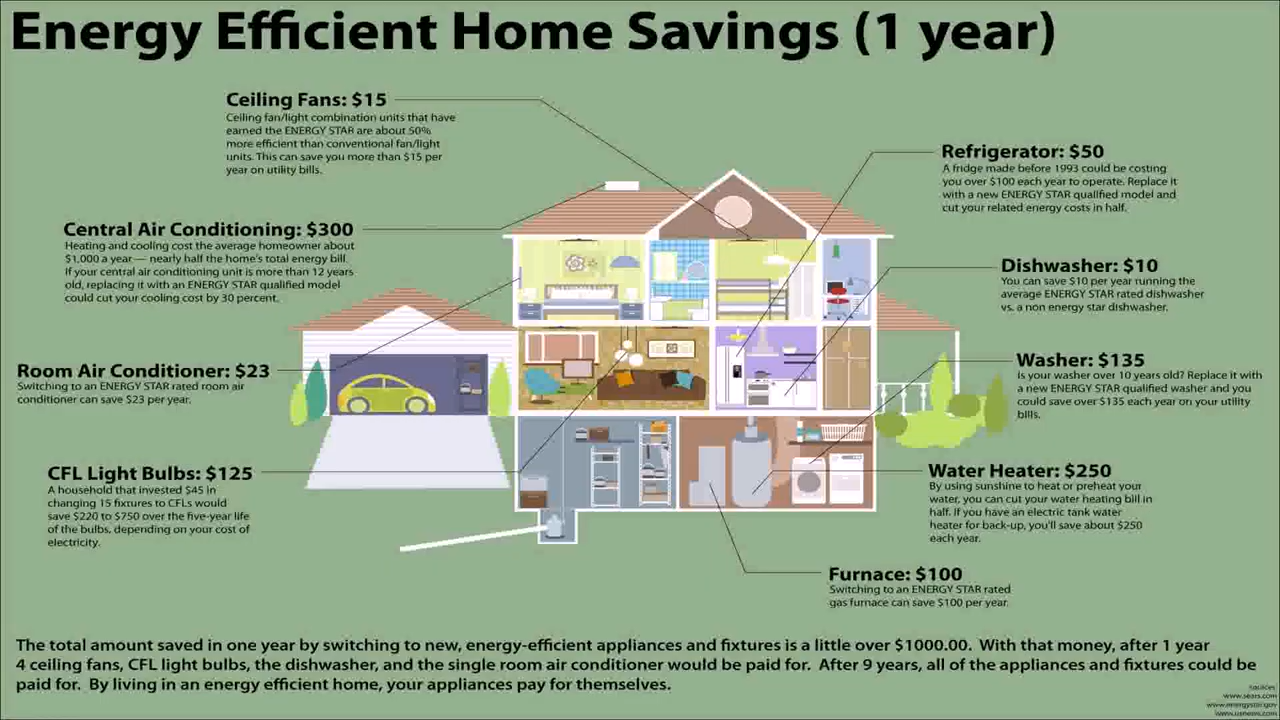 Energy Efficient Home Savings (1 year)
Ceiling Fans: $15
Ceiling fan/light combination units that have
earned the ENERGY STAR are about 50%
more efficient than conventional fan/light
units. This can save you more than $15 per
year on utility bills.
Refrigerator: $50
A fridge made before 1993 could be costing
you over $100 each year to operate. Replace it
with a new ENERGY STAR qualified model and
cut your related energy costs in half.
Central Air Conditioning: $300
Heating and cooling cost the average homeowner about
$1,000 a year — nearly half the home's total energy bill.
If your central air conditioning unit is more than 12 years
old, replacing it with an ENERGY STAR qualified model
could cut your cooling cost by 30 percent.
Dishwasher: $10
You can save $10 per year running the
average ENERGY STAR rated dishwasher
vs. a non energy star dishwasher.
Room Air Conditioner: $23
Switching to an ENERGY STAR rated room air
conditioner can save $23 per year.
Washer: $135
Is your washer over 10 years old? Replace it with
a new ENERGY STAR qualified washer and you
could save over $135 each year on your utility
bills.
CFL Light Bulbs: $125
A household that invested $45 in
changing 15 fixtures to CFLs would
save $220 to $750 over the five-year life
of the bulbs, depending on your cost of
electricity.
Water Heater: $250
By using sunshine to heat or preheat your
water, you can cut your water heating bill in
half. If you have an electric tank water
heater for back-up, you'll save about $250
each year.
Furnace: $100
Switching to an ENERGY STAR rated
gas furnace can save $100 per year.
The total amount saved in one year by switching to new, energy-efficient appliances and fixtures is a little over $1000.00. With that money, after 1 year
4 ceiling fans, CFL light bulbs, the dishwasher, and the single room air conditioner would be paid for. After 9 years, all of the appliances and fixtures could be
paid for. By living in an energy efficient home, your appliances pay for themselves.
Sources:
www.sears.com
www.energystar.gov
www.usnews.com